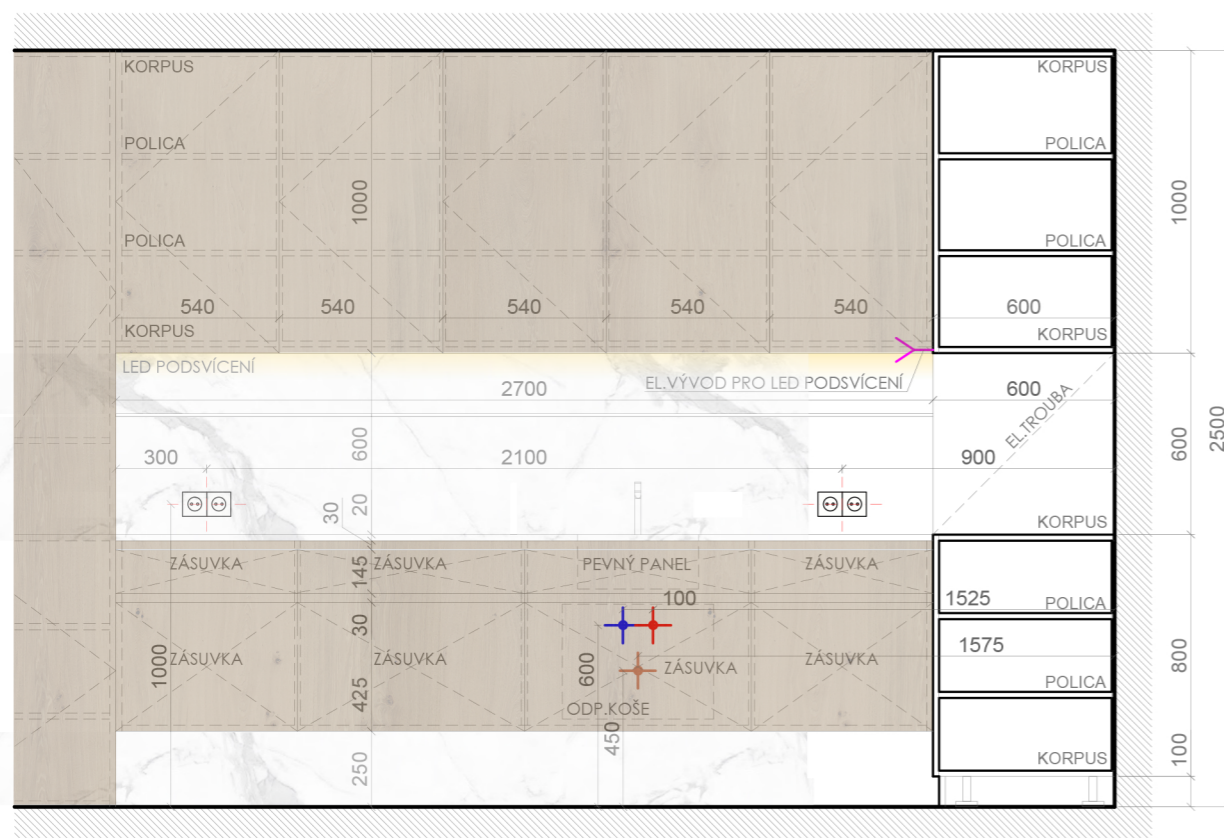 KORPUS
KORPUS
POLICA
POLICA
1000
1000
POLICA
POLICA
540
540
540
540
540
600
KORPUS
KORPUS
LED PODSVÍCENÍ
EL.VÝVOD PRO LED PODSVÍCENÍ
2700
600
EL.TROUBA
2500
300
600
2100
900
600
30
20
KORPUS
ZÁSUVKA
145
ZÁSUVKA
PEVNÝ PANEL
ZÁSUVKA
100
1525
POLICA
30
1000
ZÁSUVKA
ZÁSUVKA
600
ZÁSUVKA
ZÁSUVKA
1575
800
425
ODP.KOŠE
POLICA
450
250
KORPUS
100